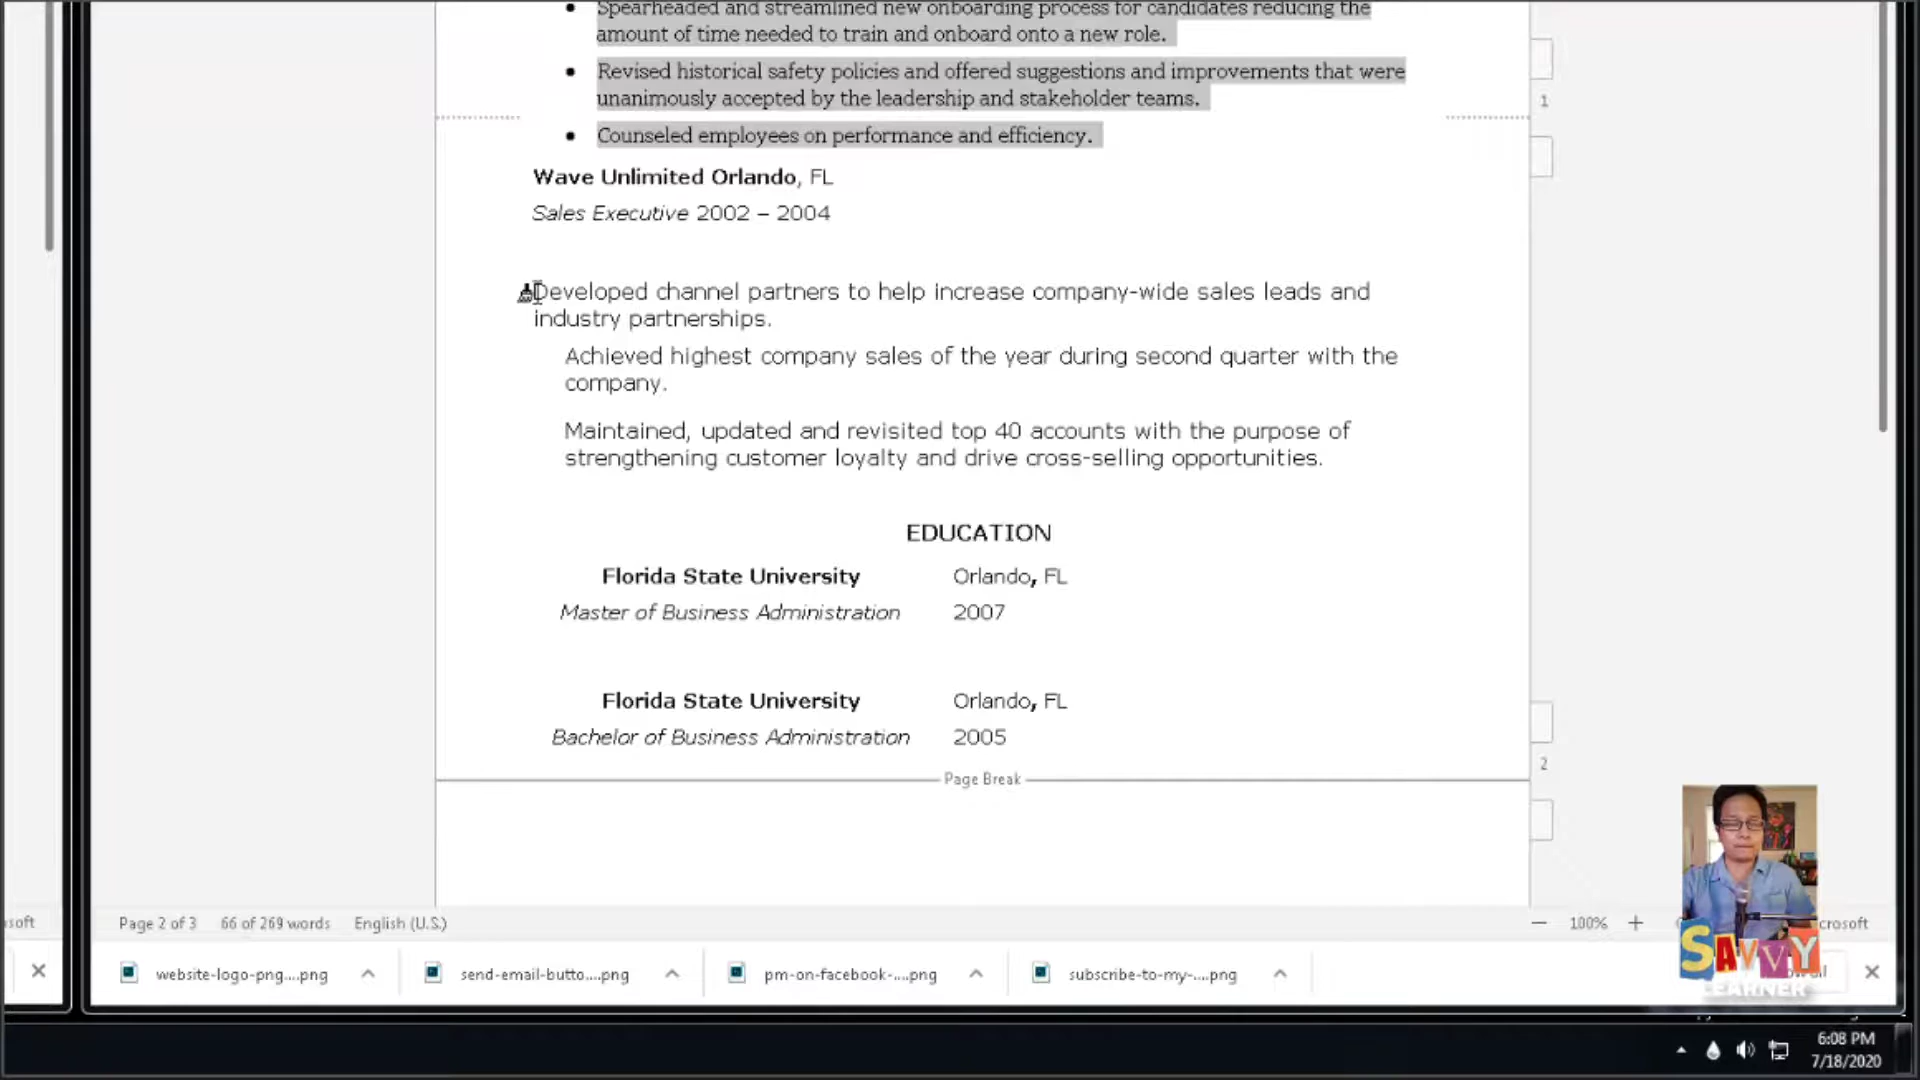 Spearheaded and streamlined new onboarding process for candidates reducing the
amount of time needed to train and onboard onto a new role.
Revised historical safety policies and offered suggestions and improvements that were
unanimously accepted by the leadership and stakeholder teams.
1
Counseled employees on performance and efficiency.
Wave Unlimited Orlando, FL
Sales Executive 2002 – 2004
Developed channel partners to help increase company-wide sales leads and
industry partnerships.
Achieved highest company sales of the year during second quarter with the
company.
Maintained, updated and revisited top 40 accounts with the purpose of
strengthening customer loyalty and drive cross-selling opportunities.
EDUCATION
Florida State University Orlando, FL
Master of Business Administration 2007
Florida State University Orlando, FL
Bachelor of Business Administration 2005
2
Page Break
Page 2 of 3 66 of 269 words English (U.S.) 100%
website-logo-png....png send-email-butto....png pm-on-facebook-....png subscribe-to-my-....png
SAVVY
LEARNER
6:08 PM
7/18/2020